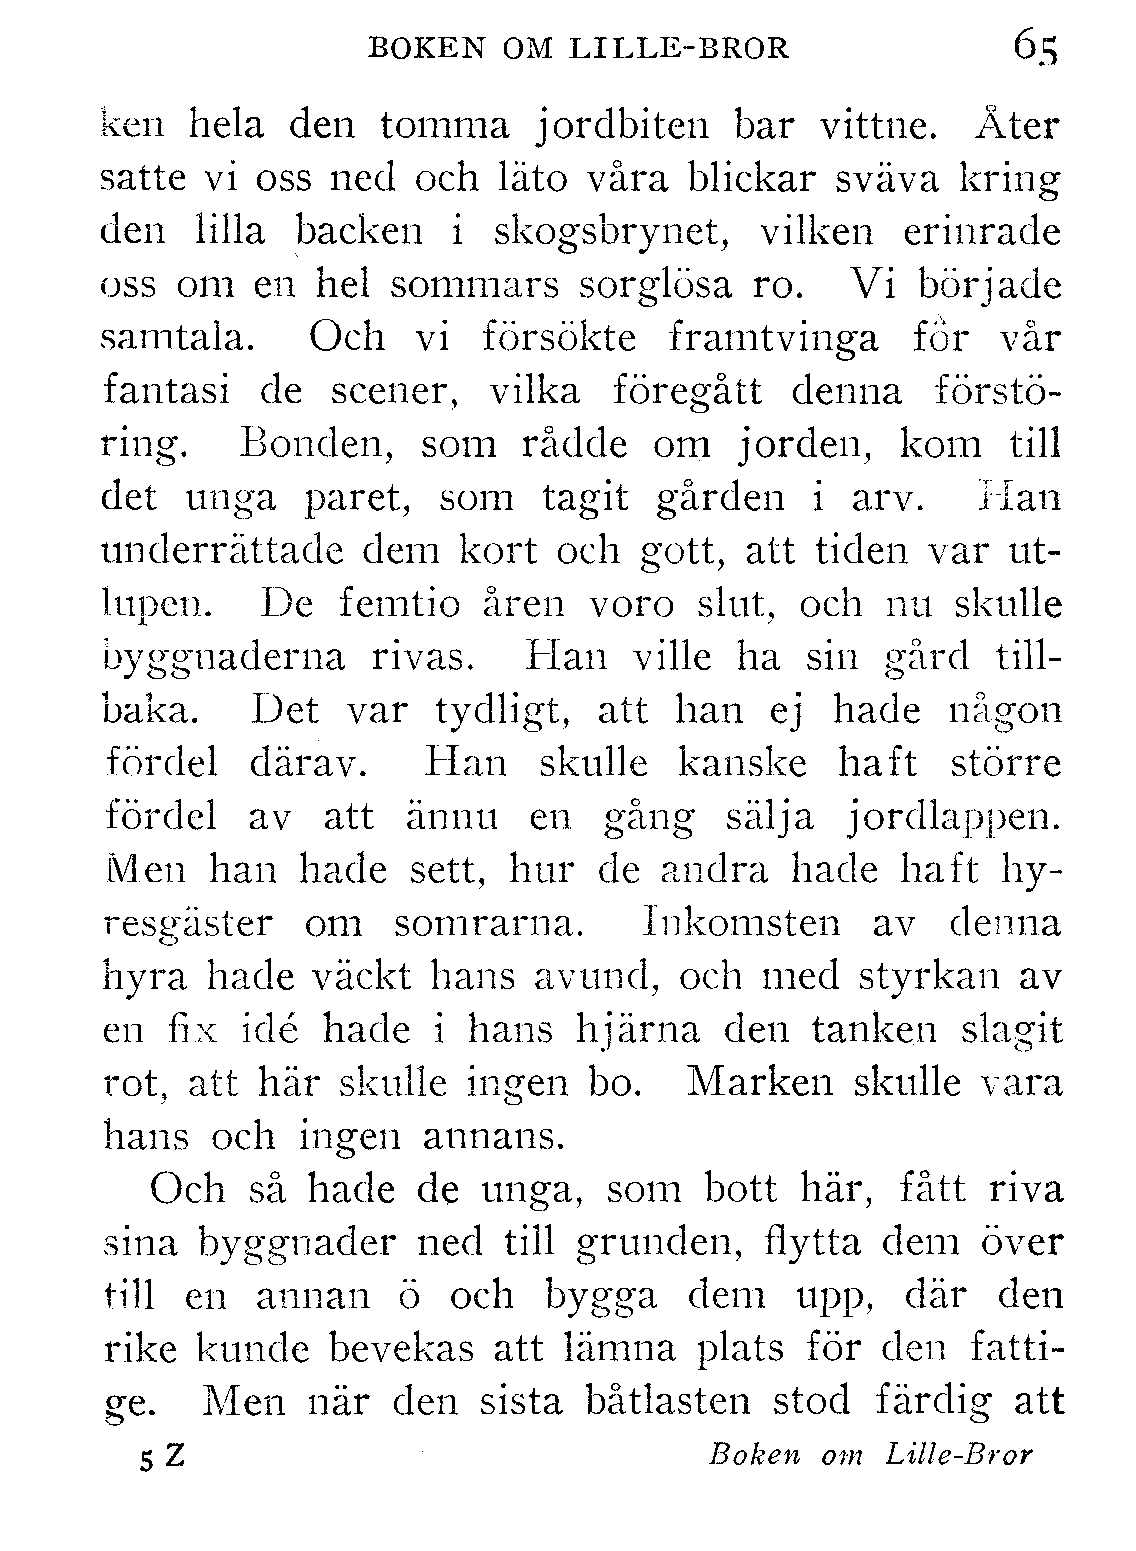 BOKEN OM LILLE-BROR 65
ken hela den tomma jordbiten bar vittne. Åter
satte vi oss ned och läto våra blickar sväva kring
den lilla backen i skogsbrynet, vilken erinrade
oss om en hel sommars sorglösa ro. Vi började
samtala. Och vi försökte framtvinga för vår
fantasi de scener, vilka föregått denna förstö-
ring. Bonden, som rådde om jorden, kom till
det unga paret, som tagit gården i arv. Han
underrättade dem kort och gott, att tiden var ut-
lupen. De femtio åren voro slut, och nu skulle
byggnaderna rivas. Han ville ha sin gård till-
baka. Det var tydligt, att han ej hade någon
fördel därav. Han skulle kanske haft större
fördel av att ännu en gång sälja jordlappen.
Men han hade sett, hur de andra hade haft hy-
resgäster om somrarna. Inkomsten av denna
hyra hade väckt hans avund, och med styrkan av
en fix idé hade i hans hjärna den tanken slagit
rot, att här skulle ingen bo. Marken skulle vara
hans och ingen annans.
Och så hade de unga, som bott här, fått riva
sina byggnader ned till grunden, flytta dem över
till en annan ö och bygga dem upp, där den
rike kunde bevekas att lämna plats för den fatti-
ge. Men när den sista båtlasten stod färdig att
5 Z Boken om Lille-Bror